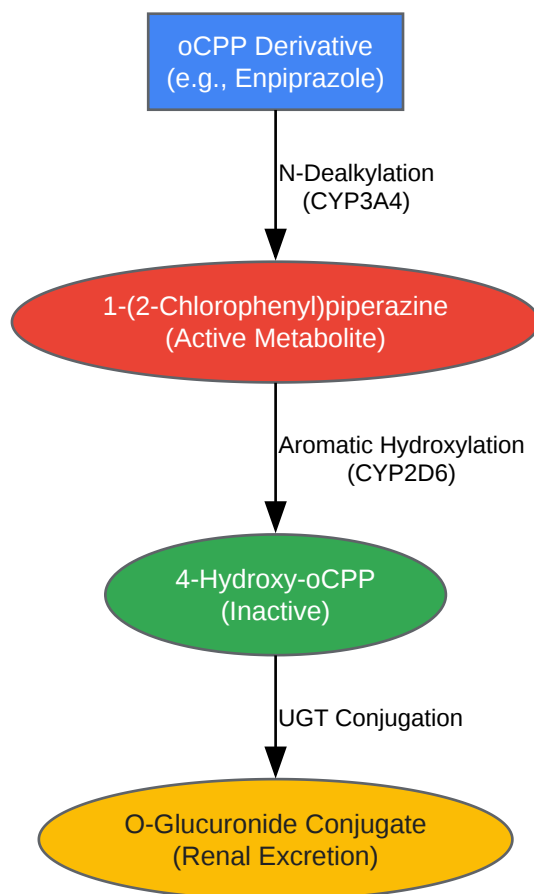 oCPP Derivative
(e.g., Enpiprazole)
N-Dealkylation
(CYP3A4)
1-(2-Chlorophenyl)piperazine
(Active Metabolite)
Aromatic Hydroxylation
(CYP2D6)
4-Hydroxy-oCPP
(Inactive)
UGT Conjugation
O-Glucuronide Conjugate
(Renal Excretion)